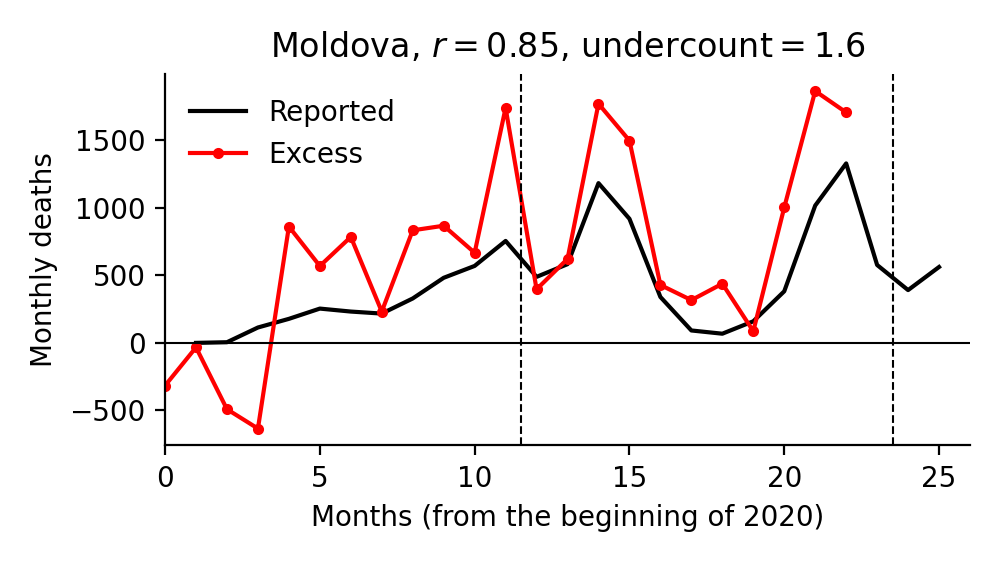 Moldova, r = 0.85, undercount = 1.6
Reported
Excess
Monthly deaths
1500
1000
500
0
−500
0 5 10 15 20 25
Months (from the beginning of 2020)